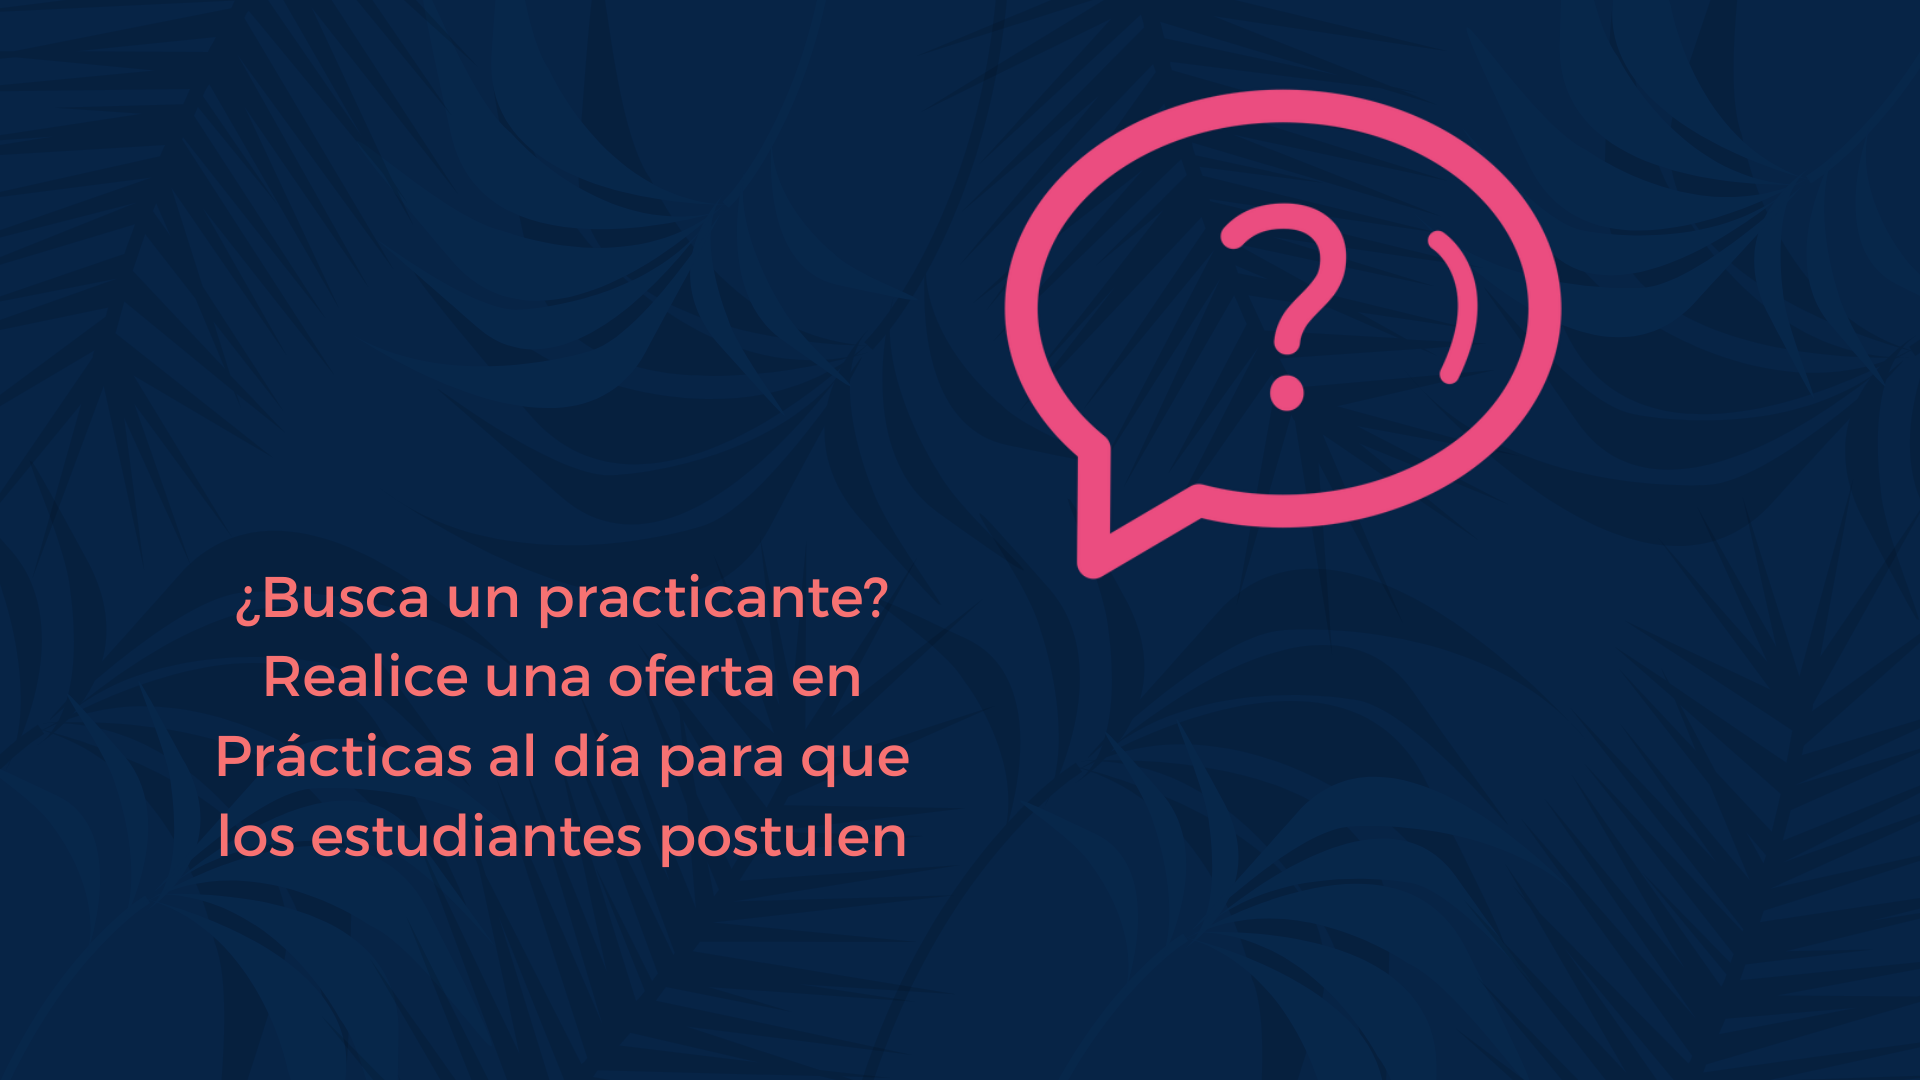 ¿Busca un practicante?
Realice una oferta en
Prácticas al día para que
los estudiantes postulen
?